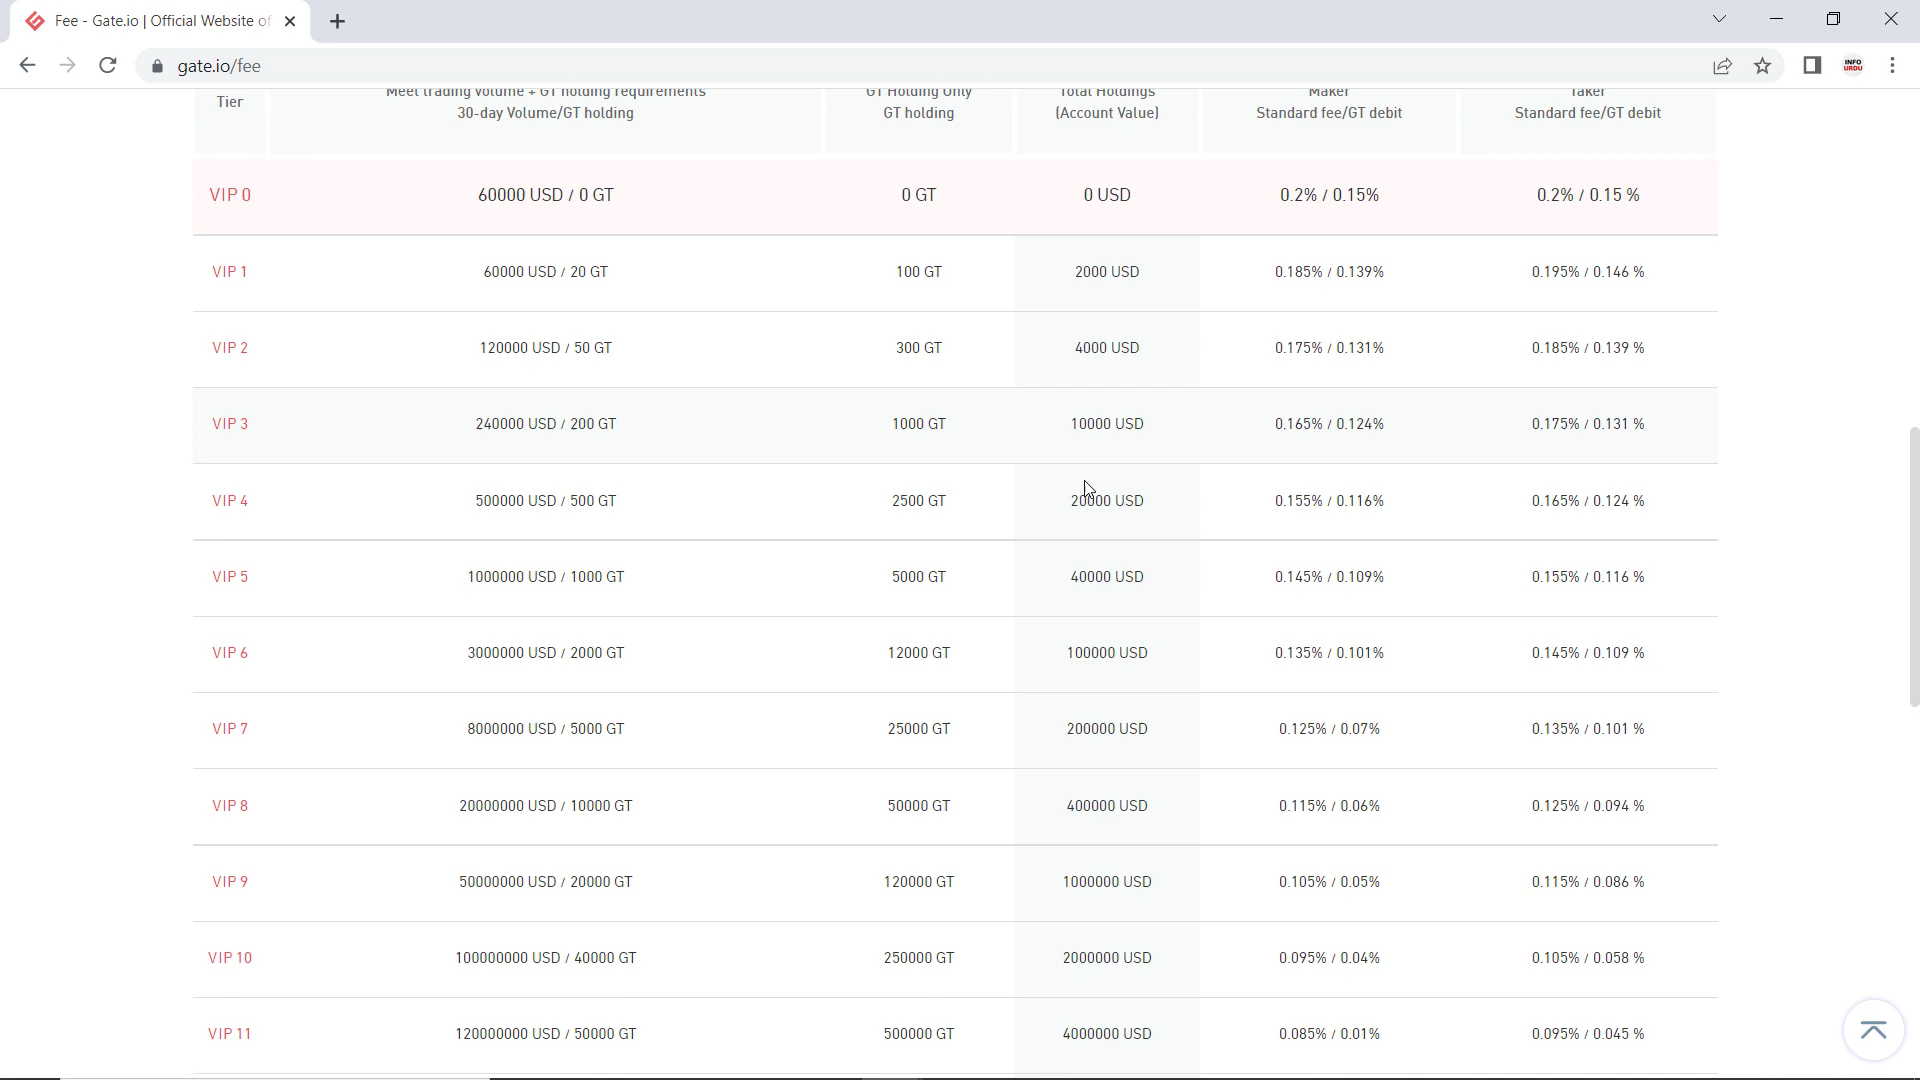 Fee - Gate.io | Official Website of
gate.io/fee
INFO
URDU
Tier
Meet trading volume + GT holding requirements
30-day Volume/GT holding
GT Holding Only
GT holding
Total Holdings
(Account Value)
Maker
Standard fee/GT debit
Taker
Standard fee/GT debit
VIP 0 60000 USD / 0 GT 0 GT 0 USD 0.2% / 0.15% 0.2% / 0.15 %
VIP 1 60000 USD / 20 GT 100 GT 2000 USD 0.185% / 0.139% 0.195% / 0.146 %
VIP 2 120000 USD / 50 GT 300 GT 4000 USD 0.175% / 0.131% 0.185% / 0.139 %
VIP 3 240000 USD / 200 GT 1000 GT 10000 USD 0.165% / 0.124% 0.175% / 0.131 %
VIP 4 500000 USD / 500 GT 2500 GT 20000 USD 0.155% / 0.116% 0.165% / 0.124 %
VIP 5 1000000 USD / 1000 GT 5000 GT 40000 USD 0.145% / 0.109% 0.155% / 0.116 %
VIP 6 3000000 USD / 2000 GT 12000 GT 100000 USD 0.135% / 0.101% 0.145% / 0.109 %
VIP 7 8000000 USD / 5000 GT 25000 GT 200000 USD 0.125% / 0.07% 0.135% / 0.101 %
VIP 8 20000000 USD / 10000 GT 50000 GT 400000 USD 0.115% / 0.06% 0.125% / 0.094 %
VIP 9 50000000 USD / 20000 GT 120000 GT 1000000 USD 0.105% / 0.05% 0.115% / 0.086 %
VIP 10 100000000 USD / 40000 GT 250000 GT 2000000 USD 0.095% / 0.04% 0.105% / 0.058 %
VIP 11 120000000 USD / 50000 GT 500000 GT 4000000 USD 0.085% / 0.01% 0.095% / 0.045 %